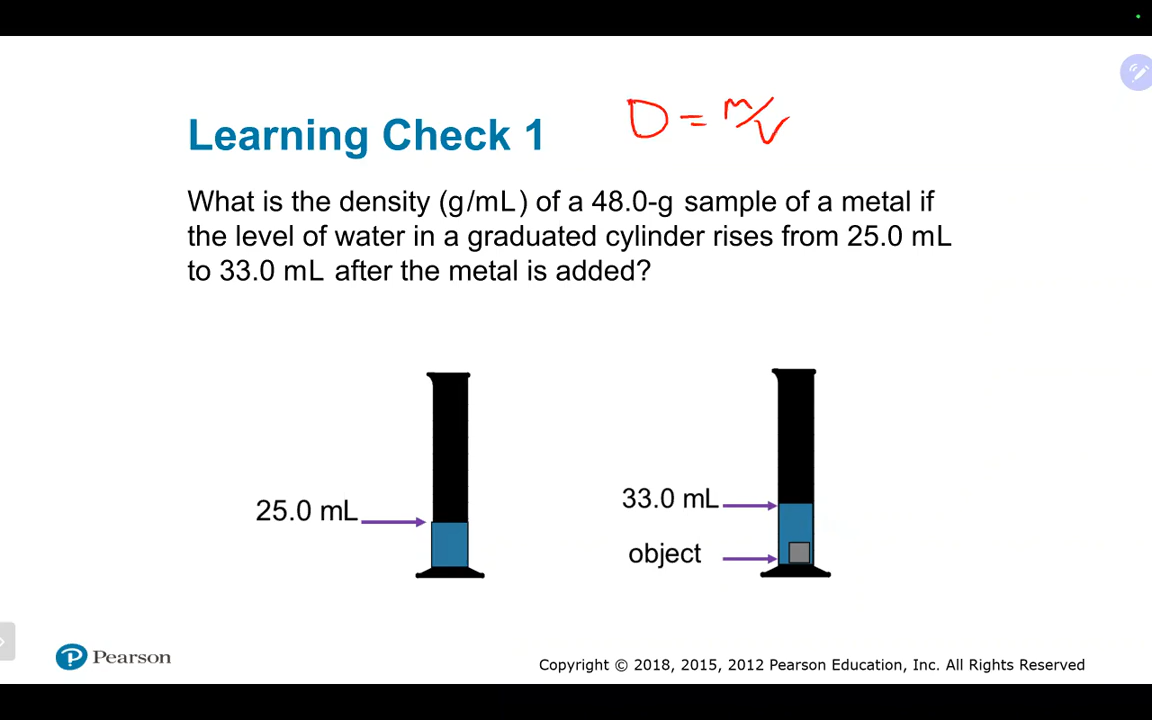 Learning Check 1
D = m/V
What is the density (g/mL) of a 48.0-g sample of a metal if
the level of water in a graduated cylinder rises from 25.0 mL
to 33.0 mL after the metal is added?
25.0 mL
33.0 mL
object
Pearson
Copyright © 2018, 2015, 2012 Pearson Education, Inc. All Rights Reserved